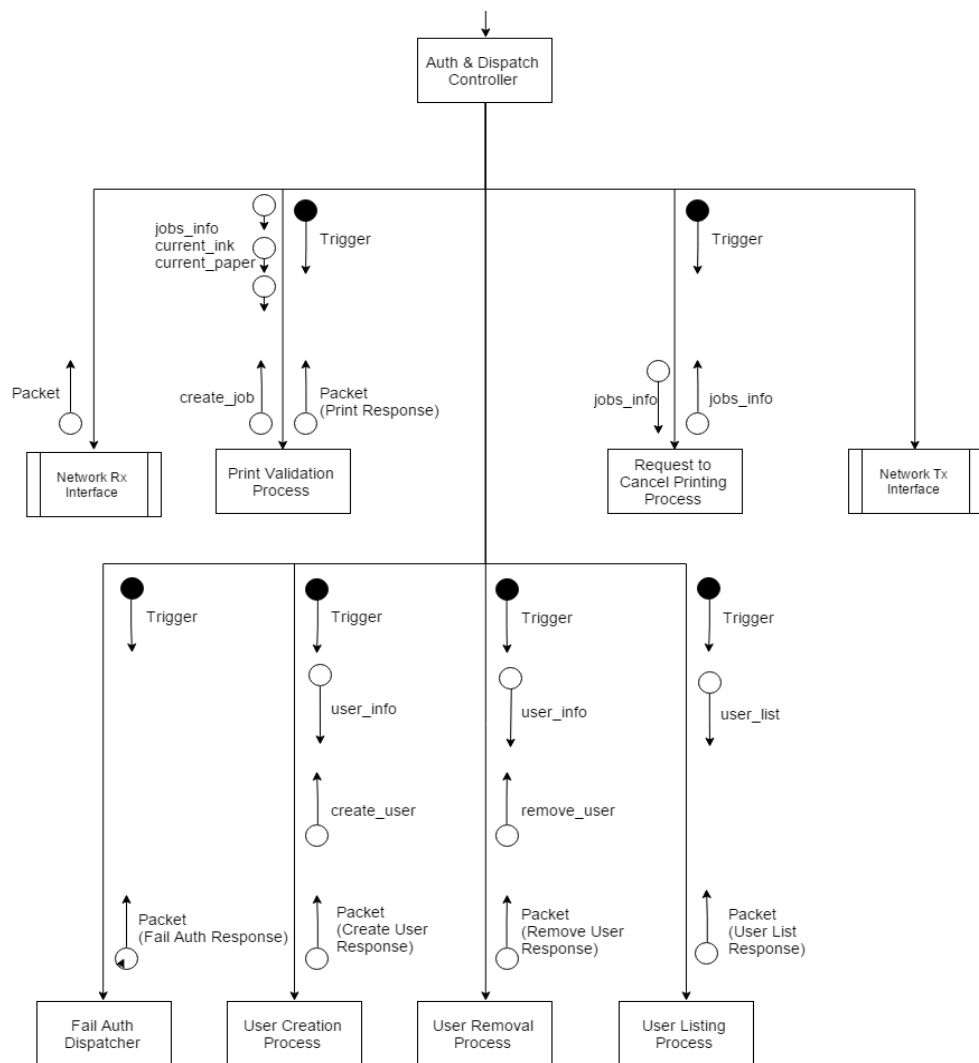 Auth & Dispatch
Controller
jobs_info
current_ink
current_paper
Trigger
Trigger
Packet
create_job
Packet
(Print Response)
jobs_info
jobs_info
Network Rx
Interface
Print Validation
Process
Request to
Cancel Printing
Process
Network Tx
Interface
Trigger
Trigger
Trigger
Trigger
user_info
user_info
user_list
create_user
remove_user
Packet
(Fail Auth Response)
Packet
(Create User
Response)
Packet
(Remove User
Response)
Packet
(User List
Response)
Fail Auth
Dispatcher
User Creation
Process
User Removal
Process
User Listing
Process